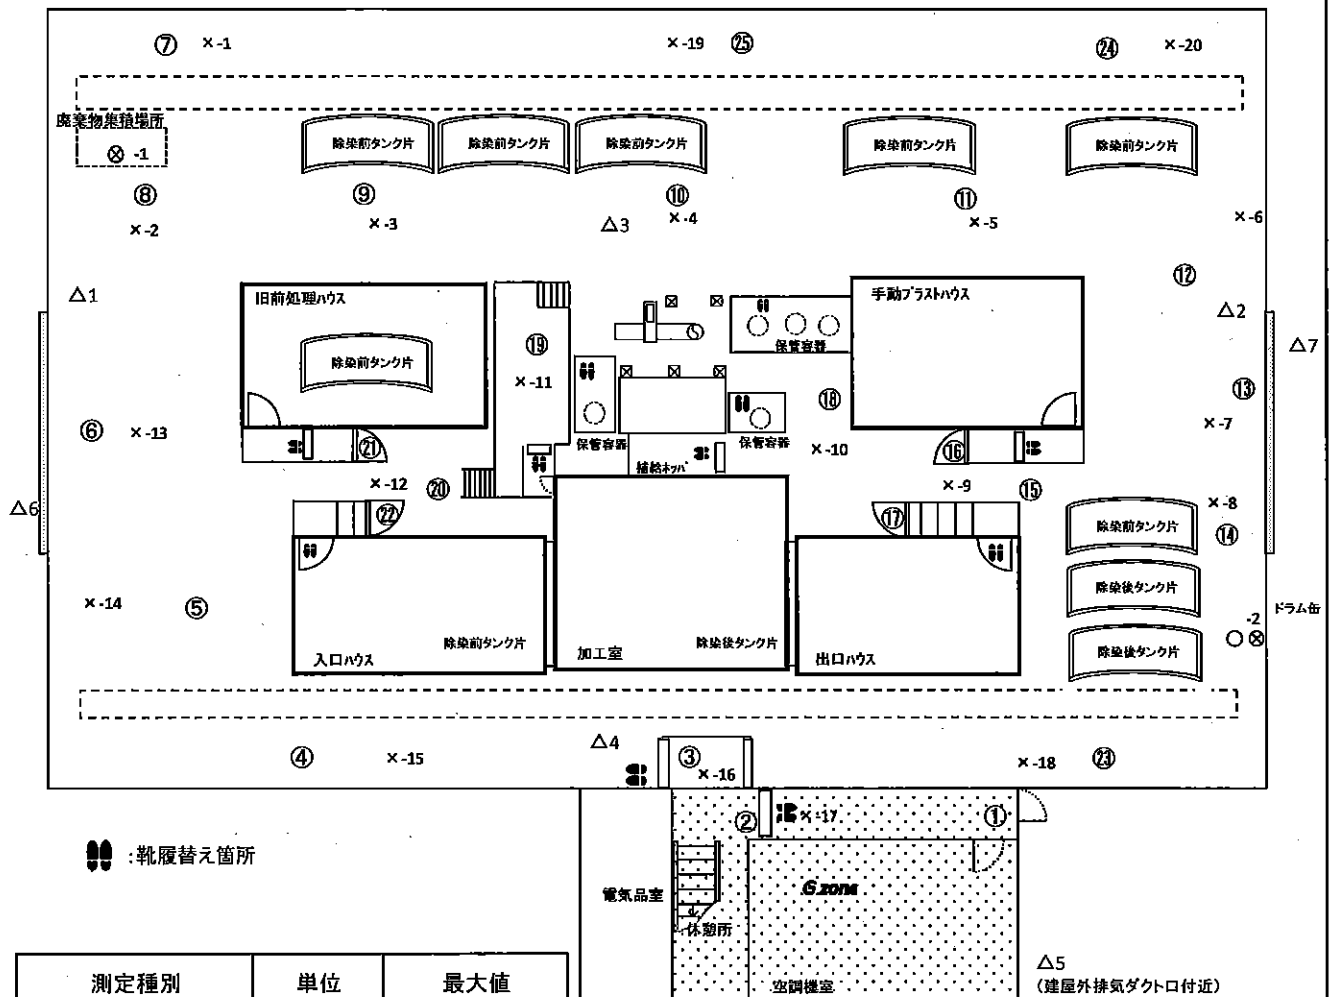 ⑦ ×-1 ×-19 ㉕ ㉔ ×-20
廃棄物集積場所
⊗ -1
除染前タンク片 除染前タンク片 除染前タンク片 除染前タンク片 除染前タンク片
⑧ ⑨ ⑩ ⑪
×-2 ×-3 △3 ×-4 ×-5 ×-6
⑫
△1 △2
旧前処理ハウス 手動ブラストハウス
除染前タンク片
⑲
×-11
保管容器
△7
⑬
⑱
⑥ ×-13 ×-7
㉑ 保管容器 保管容器 ×-10 ⑯
補給ホッパ
×-12 ⑳ ×-9 ⑮ ×-8
△6 ㉒ ⑰ 除染前タンク片 ⑭
除染後タンク片
×-14 ⑤ ドラム缶
-2
○⊗
除染前タンク片 除染後タンク片 除染後タンク片
入口ハウス 加工室 出口ハウス
④ ×-15 △4 ③ ×-16 ×-18 ㉓
② ×-17 ①
:靴履替え箇所
電気品室 G zone
休憩所
△5
空調機室 (建屋外排気ダクト口付近)
測定種別 単位 最大値